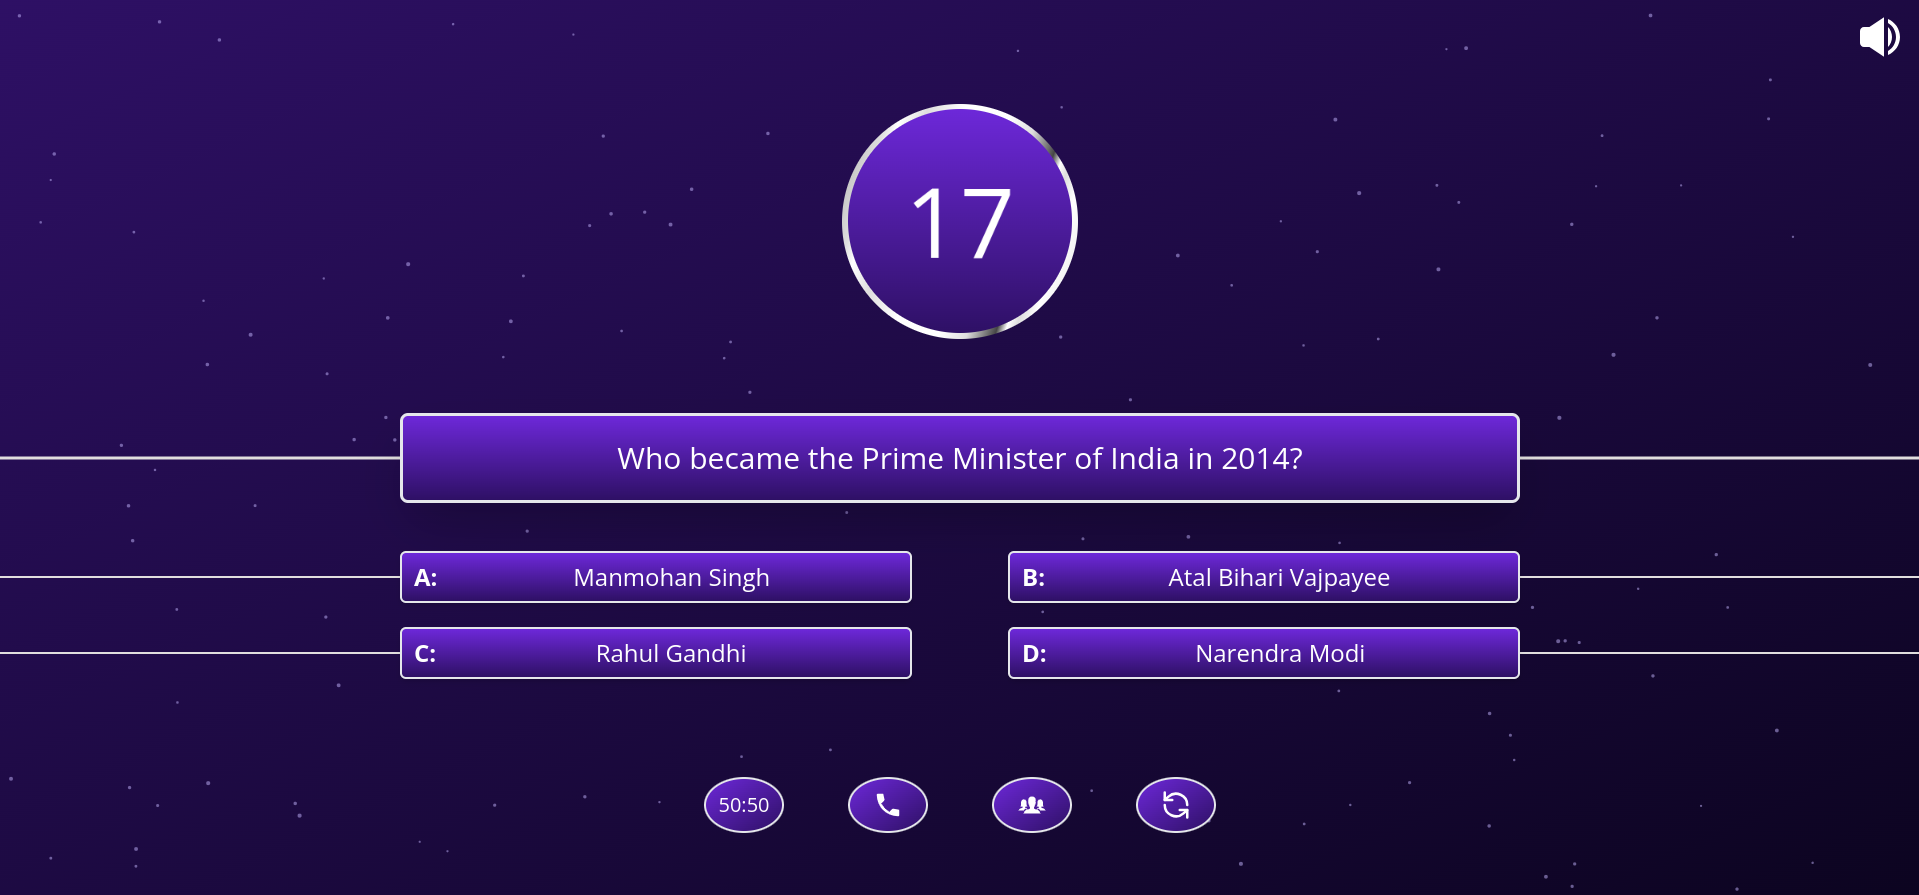 17
Who became the Prime Minister of India in 2014?
A: Manmohan Singh
B: Atal Bihari Vajpayee
C: Rahul Gandhi
D: Narendra Modi
50:50